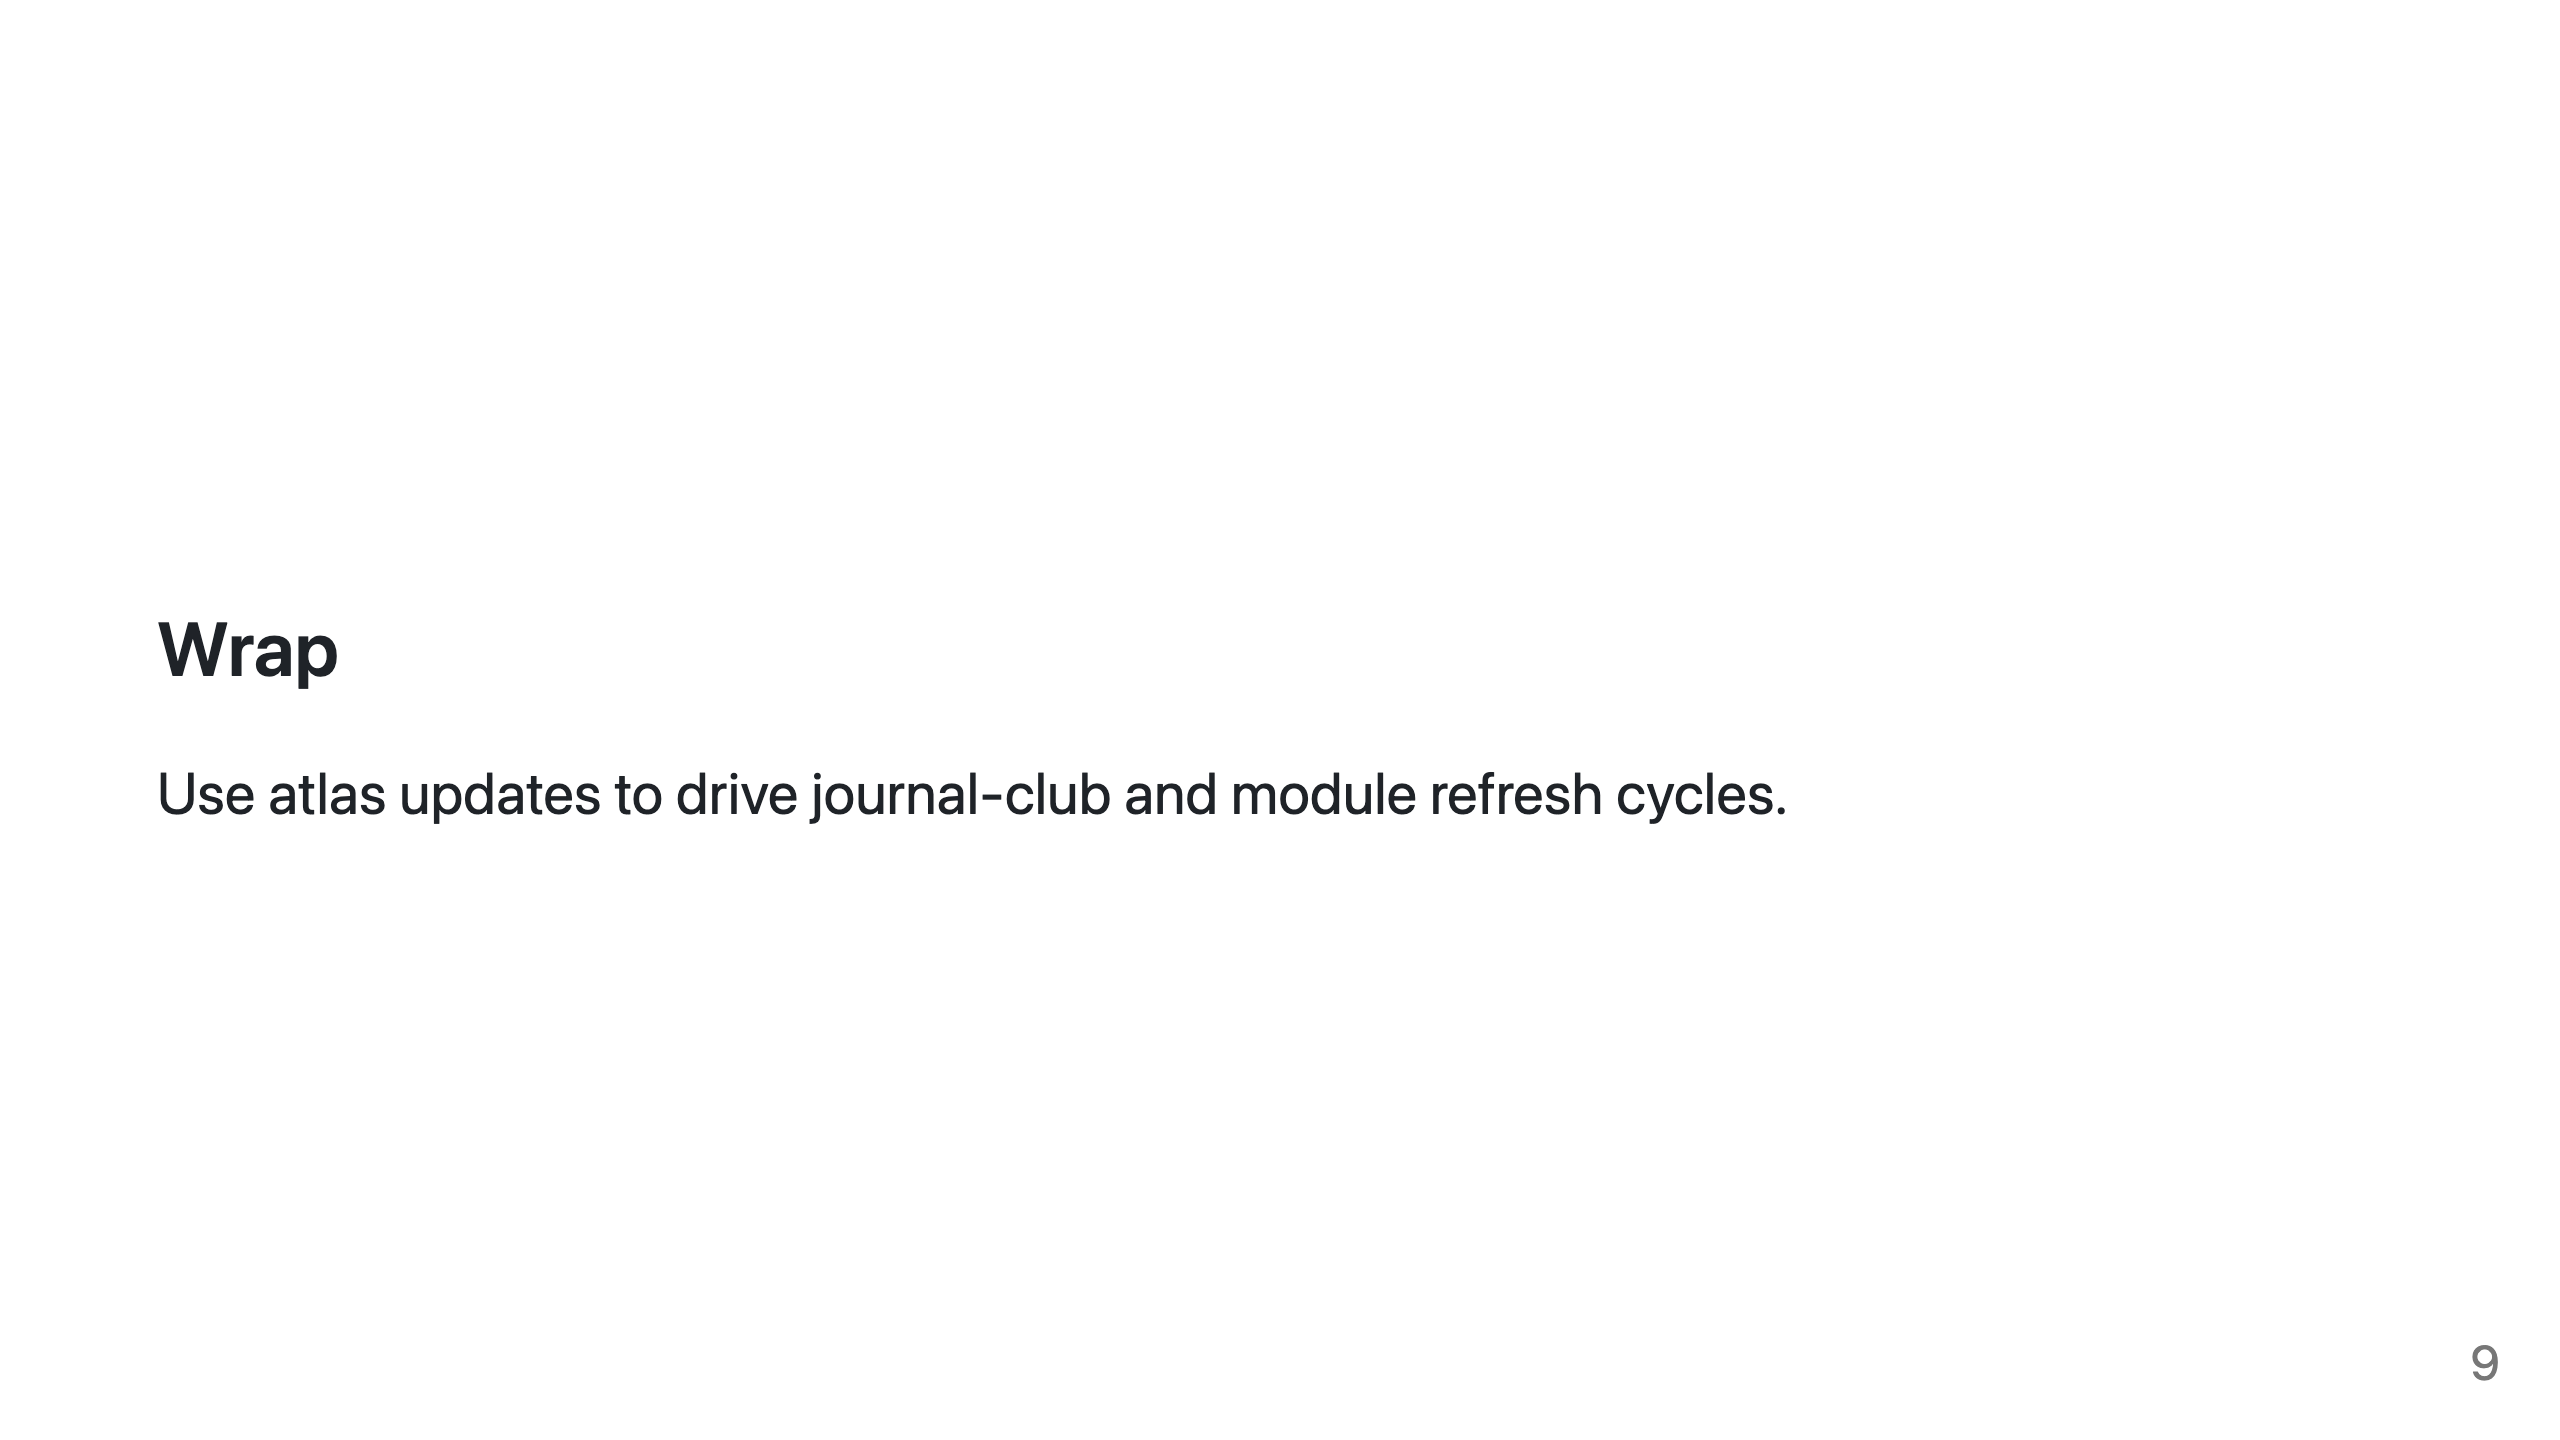 Wrap
Use atlas updates to drive journal-club and module refresh cycles.
9